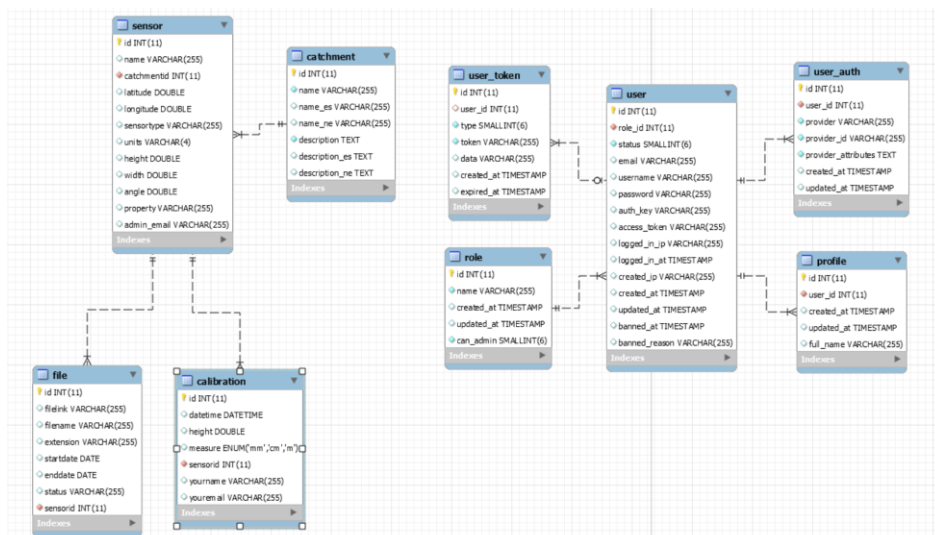 sensor
id INT(11)
name VARCHAR(255)
catchmentid INT(11)
latitude DOUBLE
longitude DOUBLE
sensortype VARCHAR(255)
units VARCHAR(4)
height DOUBLE
width DOUBLE
angle DOUBLE
property VARCHAR(255)
admin_email VARCHAR(255)
Indexes
catchment
id INT(11)
name VARCHAR(255)
name_es VARCHAR(255)
name_ne VARCHAR(255)
description TEXT
description_es TEXT
description_ne TEXT
Indexes
user_token
id INT(11)
user_id INT(11)
type SMALLINT(6)
token VARCHAR(255)
data VARCHAR(255)
created_at TIMESTAMP
expired_at TIMESTAMP
Indexes
user
id INT(11)
role_id INT(11)
status SMALLINT(6)
email VARCHAR(255)
username VARCHAR(255)
password VARCHAR(255)
auth_key VARCHAR(255)
access_token VARCHAR(255)
logged_in_ip VARCHAR(255)
logged_in_at TIMESTAMP
created_ip VARCHAR(255)
created_at TIMESTAMP
updated_at TIMESTAMP
banned_at TIMESTAMP
banned_reason VARCHAR(255)
Indexes
user_auth
id INT(11)
user_id INT(11)
provider VARCHAR(255)
provider_id VARCHAR(255)
provider_attributes TEXT
created_at TIMESTAMP
updated_at TIMESTAMP
Indexes
role
id INT(11)
name VARCHAR(255)
created_at TIMESTAMP
updated_at TIMESTAMP
can_admin SMALLINT(6)
Indexes
profile
id INT(11)
user_id INT(11)
created_at TIMESTAMP
updated_at TIMESTAMP
full_name VARCHAR(255)
Indexes
file
id INT(11)
filelink VARCHAR(255)
filename VARCHAR(255)
extension VARCHAR(255)
startdate DATE
enddate DATE
status VARCHAR(255)
sensorid INT(11)
Indexes
calibration
id INT(11)
datetime DATETIME
height DOUBLE
measure ENUM('mm','cm','m')
sensorid INT(11)
yourname VARCHAR(255)
youremail VARCHAR(255)
Indexes